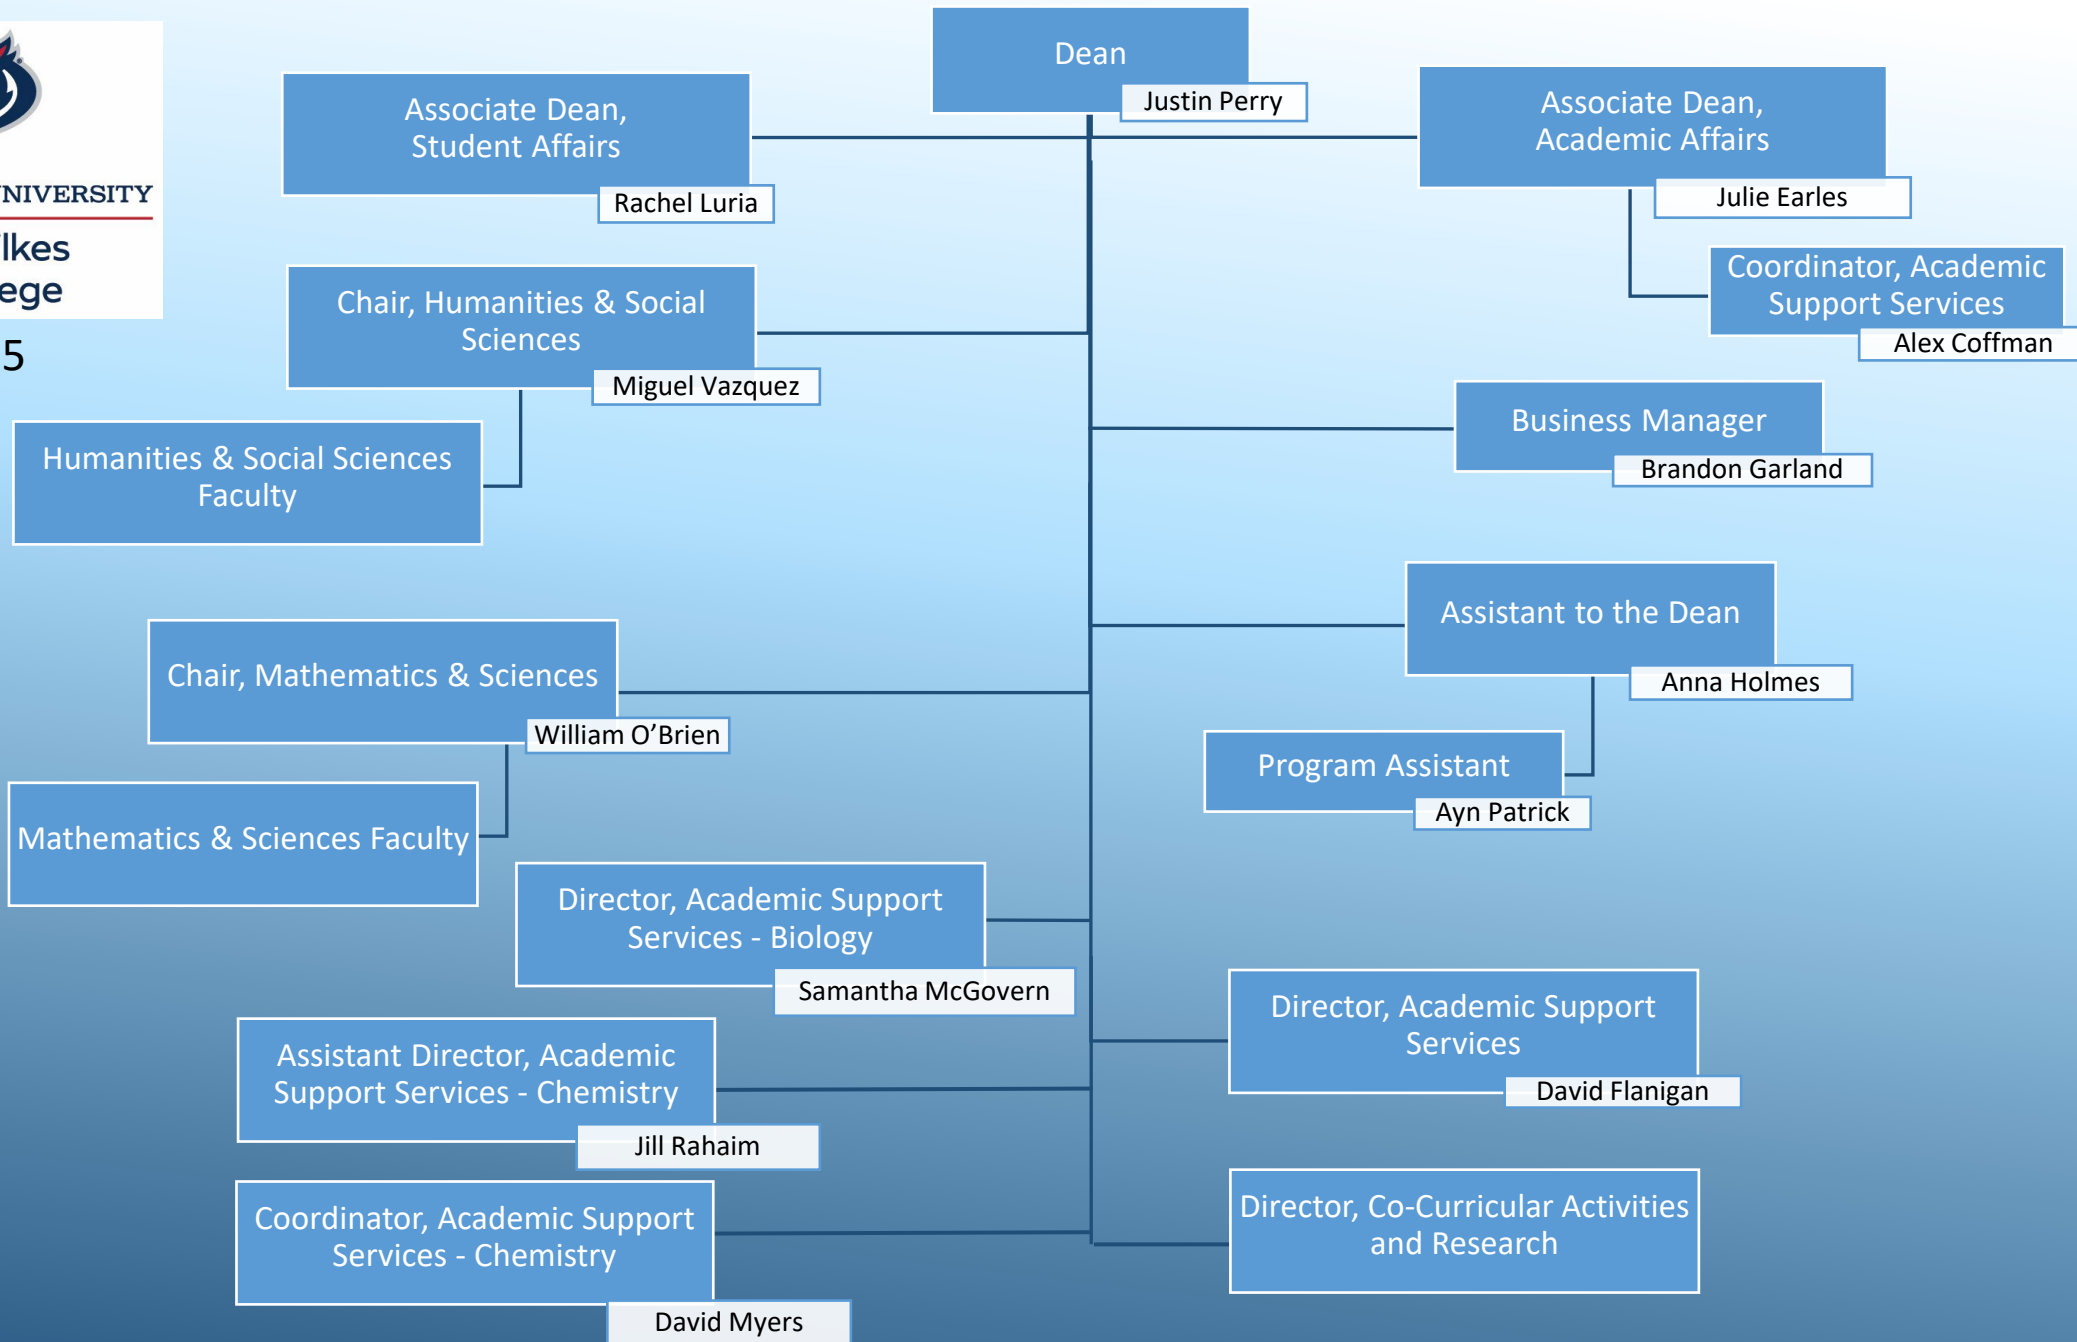 Dean
Justin Perry
Associate Dean,
Student Affairs
Rachel Luria
Associate Dean,
Academic Affairs
Julie Earles
UNIVERSITY
lkes
ege
5
Coordinator, Academic
Support Services
Alex Coffman
Chair, Humanities & Social
Sciences
Miguel Vazquez
Business Manager
Brandon Garland
Humanities & Social Sciences
Faculty
Assistant to the Dean
Anna Holmes
Chair, Mathematics & Sciences
William O’Brien
Program Assistant
Ayn Patrick
Mathematics & Sciences Faculty
Director, Academic Support
Services - Biology
Samantha McGovern
Director, Academic Support
Services
David Flanigan
Assistant Director, Academic
Support Services - Chemistry
Jill Rahaim
Coordinator, Academic Support
Services - Chemistry
David Myers
Director, Co-Curricular Activities
and Research